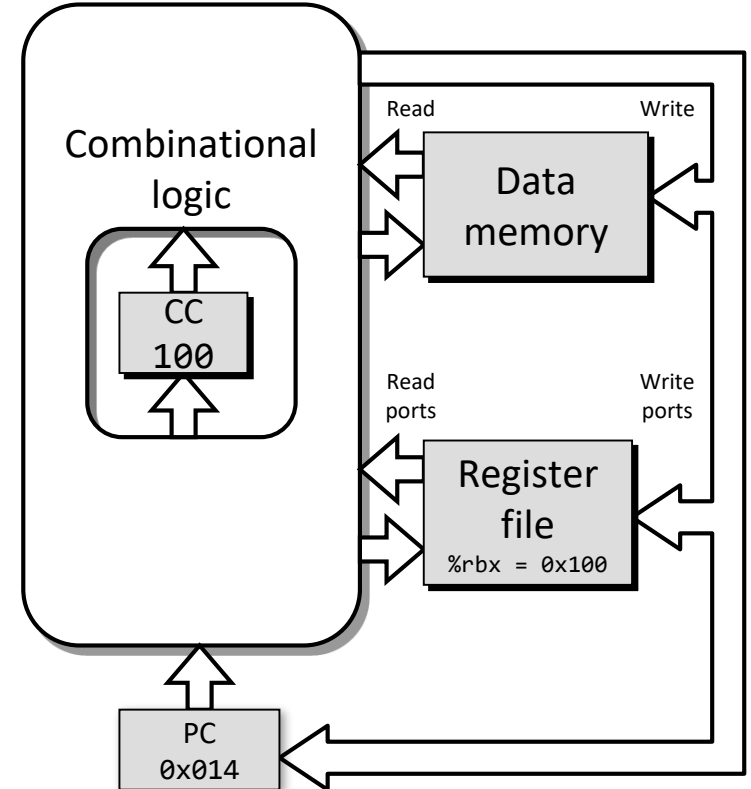 Combinational
logic
CC
100
Read
Write
Data
memory
Read
ports
Write
ports
Register
file
%rbx = 0x100
PC
0x014